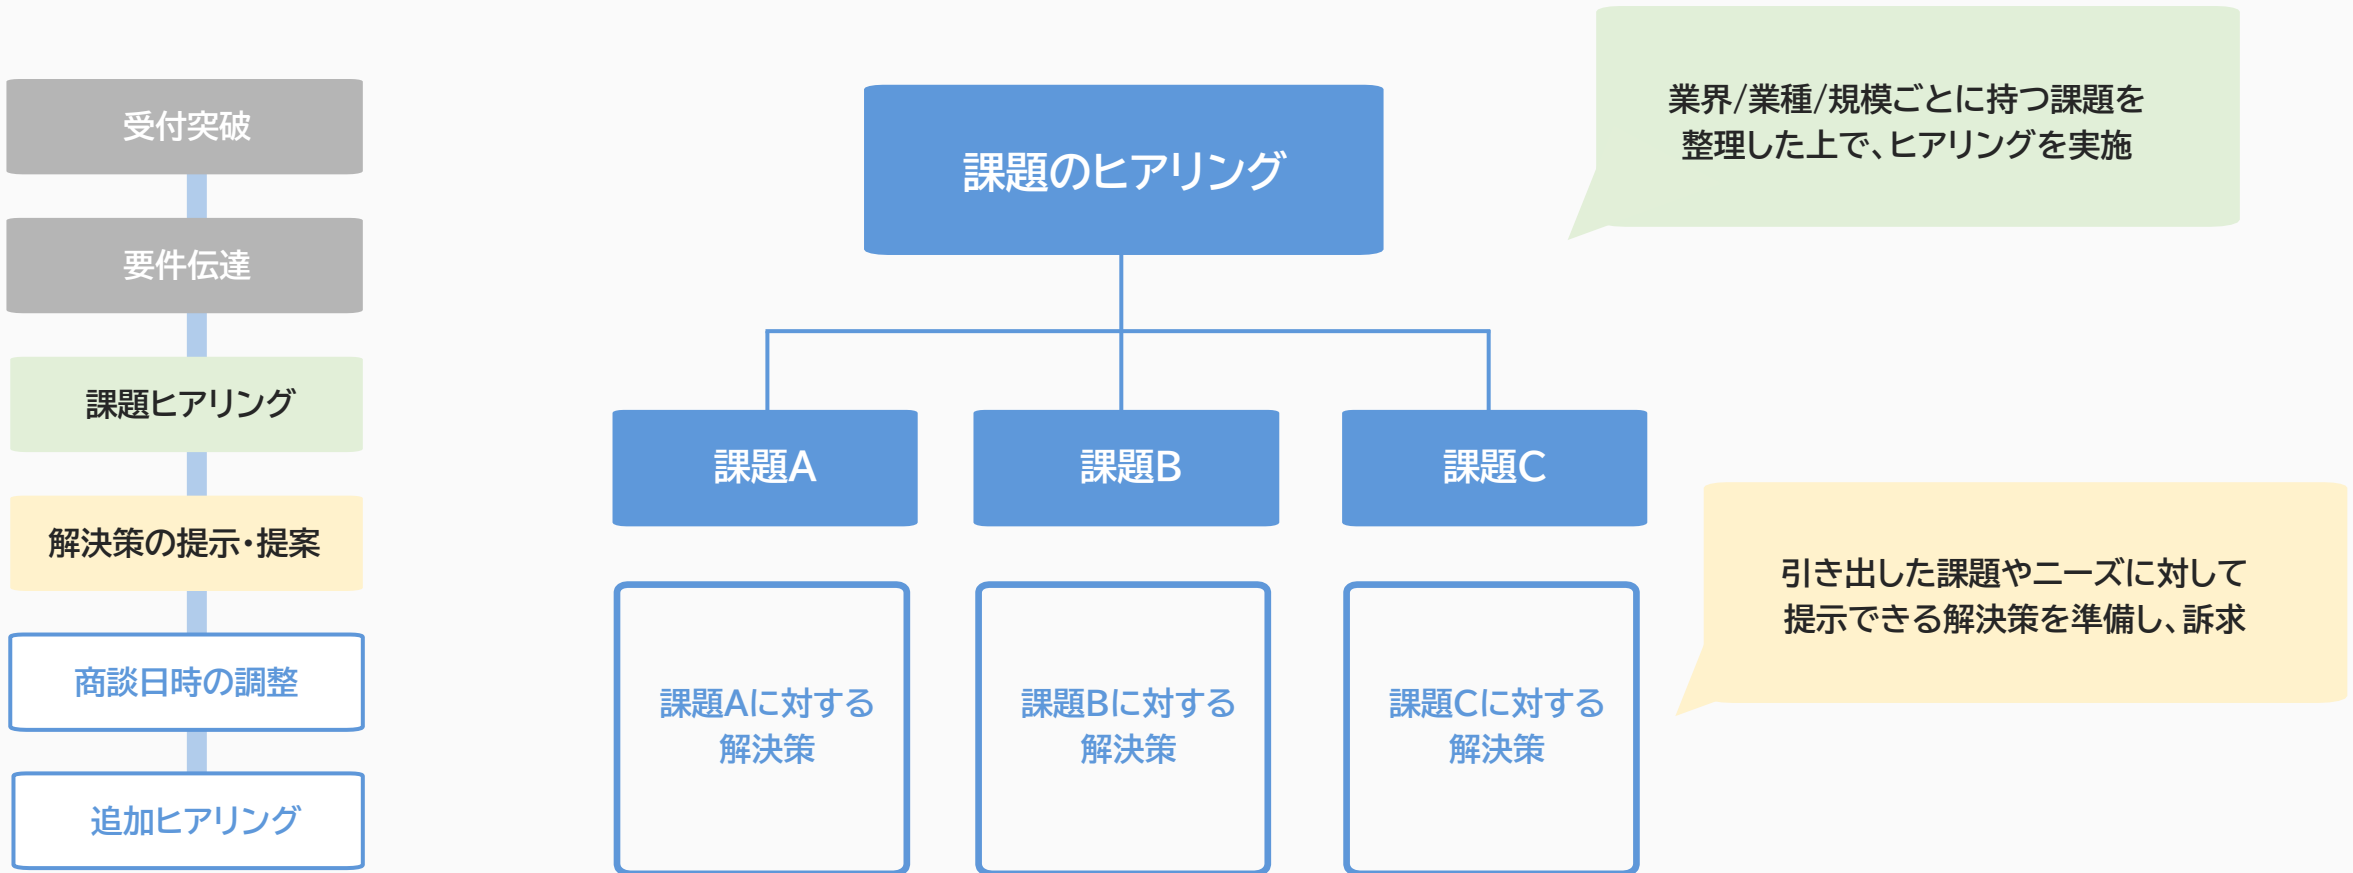 受付突破
要件伝達
課題ヒアリング
解決策の提示・提案
商談日時の調整
追加ヒアリング
課題のヒアリング
業界/業種/規模ごとに持つ課題を
整理した上で、ヒアリングを実施
課題A
課題B
課題C
課題Aに対する
解決策
課題Bに対する
解決策
課題Cに対する
解決策
引き出した課題やニーズに対して
提示できる解決策を準備し、訴求